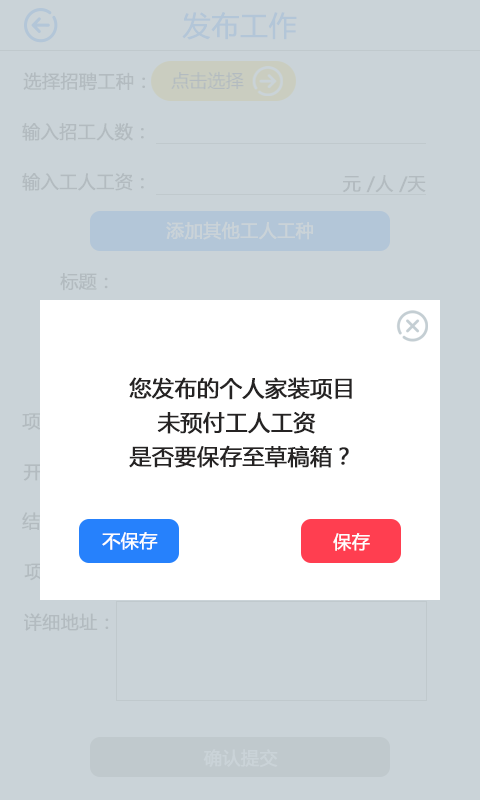 发布工作
选择招聘工种： 点击选择
输入招工人数：
输入工人工资： 元 /人 /天
添加其他工人工种
标题：
您发布的个人家装项目
未预付工人工资
是否要保存至草稿箱？
项
开
结
不保存 保存
项
详细地址：
确认提交